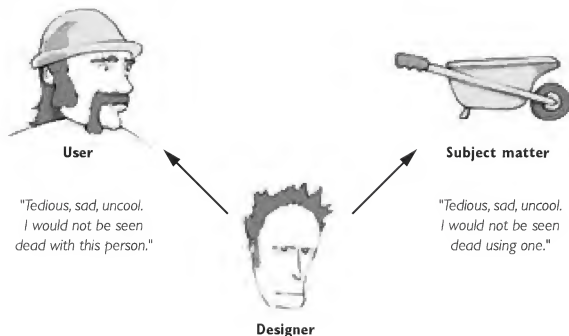 User
Subject matter
"Tedious, sad, uncool.
I would not be seen
dead with this person."
"Tedious, sad, uncool.
I would not be seen
dead using one."
Designer